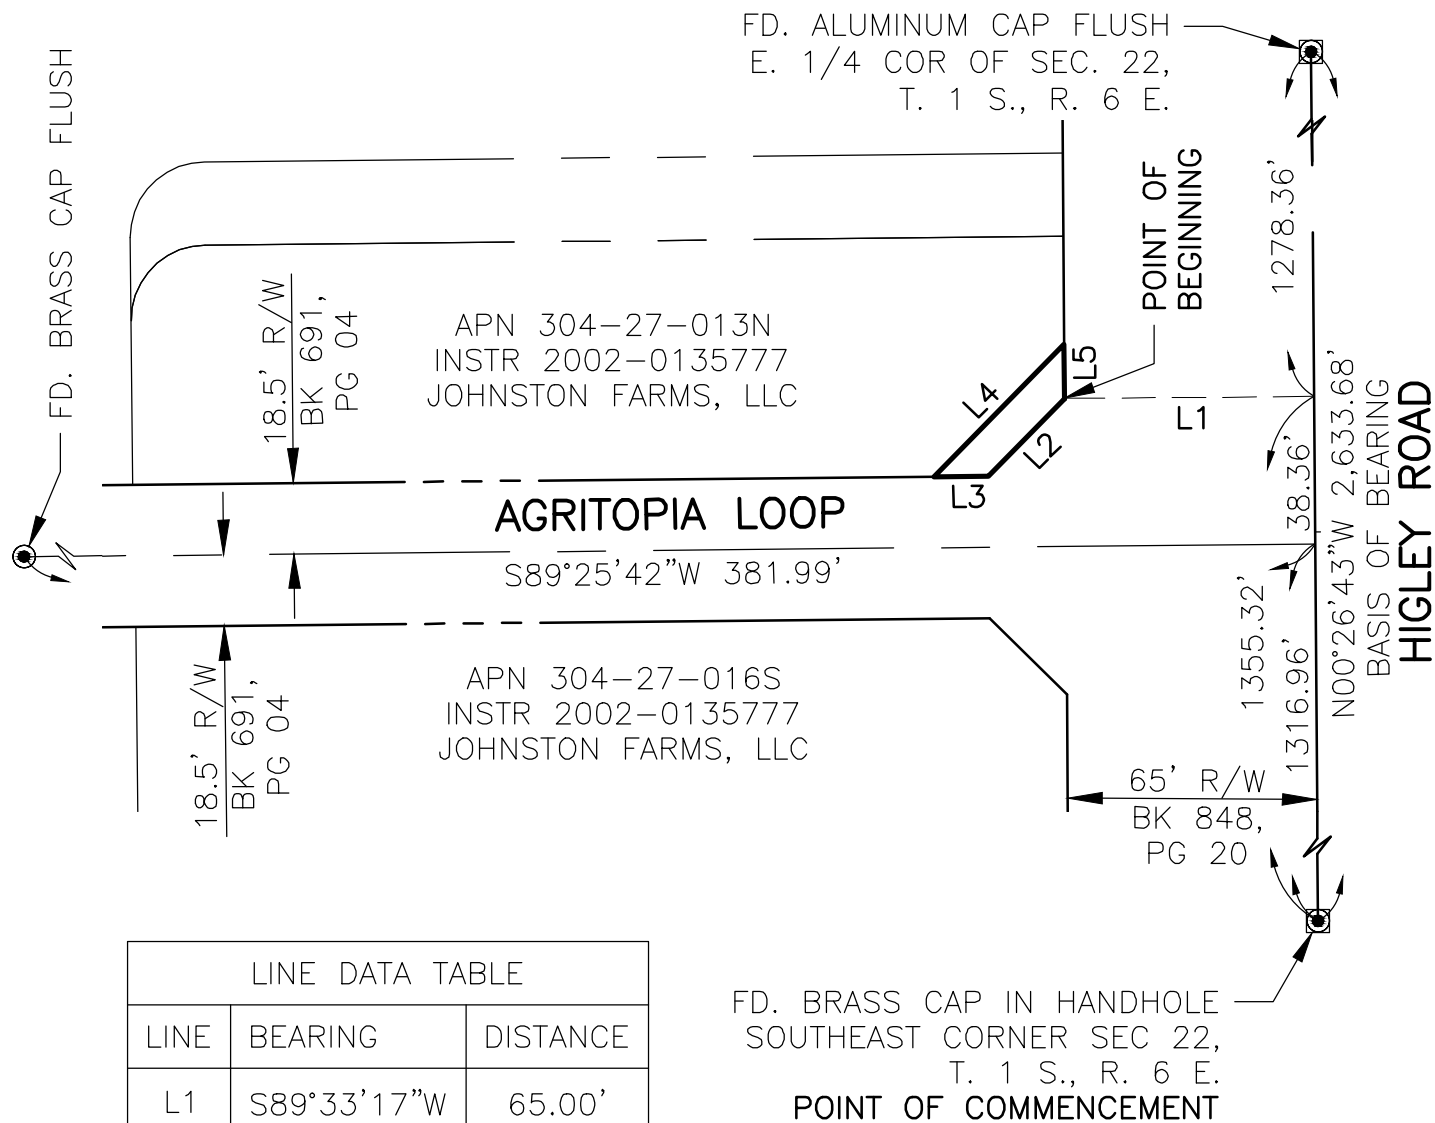 FD. ALUMINUM CAP FLUSH
E. 1/4 COR OF SEC. 22,
T. 1 S., R. 6 E.
FD. BRASS CAP FLUSH
POINT OF
BEGINNING
1278.36'
18.5' R/W
BK 691,
PG 04
APN 304-27-013N
INSTR 2002-0135777
JOHNSTON FARMS, LLC
L4
L5
L2
L3
L1
38.36'
N00°26'43"W 2,633.68'
BASIS OF BEARING
HIGLEY ROAD
AGRITOPIA LOOP
S89°25'42"W 381.99'
1355.32'
1316.96'
18.5' R/W
BK 691,
PG 04
APN 304-27-016S
INSTR 2002-0135777
JOHNSTON FARMS, LLC
65' R/W
BK 848,
PG 20
LINE DATA TABLE
LINE BEARING DISTANCE
L1 S89°33'17"W 65.00'
FD. BRASS CAP IN HANDHOLE
SOUTHEAST CORNER SEC 22,
T. 1 S., R. 6 E.
POINT OF COMMENCEMENT